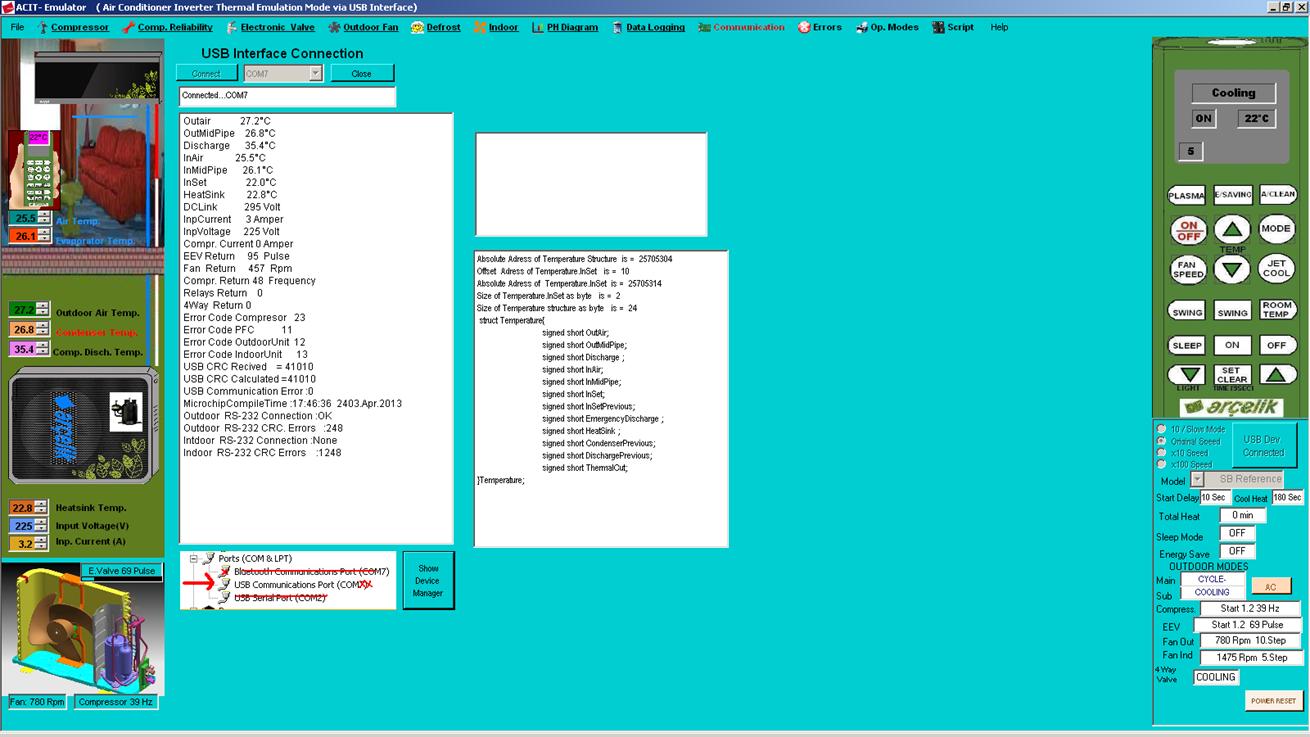 ACIT- Emulator ( Air Conditioner Inverter Thermal Emulation Mode via USB Interface)
File Compressor Comp. Reliability Electronic Valve Outdoor Fan Defrost Indoor PH Diagram Data Logging Communication Errors Op. Modes Script Help
USB Interface Connection
Connect COM7 Close
Connected...COM7
Outair 27.2°C
OutMidPipe 26.8°C
Discharge 35.4°C
InAir 25.5°C
InMidPipe 26.1°C
InSet 22.0°C
HeatSink 22.8°C
DCLink 295 Volt
InpCurrent 3 Amper
InpVoltage 225 Volt
Compr. Current 0 Amper
EEV Return 95 Pulse
Fan Return 457 Rpm
Compr. Return 48 Frequency
Relays Return 0
4Way Return 0
Error Code Compresor 23
Error Code PFC 11
Error Code OutdoorUnit 12
Error Code IndoorUnit 13
USB CRC Recived = 41010
USB CRC Calculated =41010
USB Communication Error :0
MicrochipCompileTime :17:46:36 2403.Apr.2013
Outdoor RS-232 Connection :OK
Outdoor RS-232 CRC. Errors :248
Intdoor RS-232 Connection :None
Indoor RS-232 CRC Errors :1248
Ports (COM & LPT)
Bluetooth Communications Port (COM7)
USB Communications Port (COM
USB Serial Port (COM2)
Show
Device
Manager
Absolute Adress of Temperature Structure is = 25705304
Offset Adress of Temperature.InSet is = 10
Absolute Adress of Temperature.InSet is = 25705314
Size of Temperature.InSet as byte is = 2
Size of Temperature structure as byte is = 24
struct Temperature{
signed short OutAir;
signed short OutMidPipe;
signed short Discharge ;
signed short InAir;
signed short InMidPipe;
signed short InSet;
signed short InSetPrevious;
signed short EmergencyDischarge ;
signed short HeatSink ;
signed short CondenserPrevious;
signed short DischargePrevious;
signed short ThermalCut;
}Temperature;
22°C
25.5 Air Temp.
26.1 Evaporator Temp.
27.2 Outdoor Air Temp.
26.8 Condenser Temp.
35.4 Comp. Disch. Temp.
arçelik
22.8 Heatsink Temp.
225 Input Voltage(V)
3.2 Inp. Current (A)
E.Valve 69 Pulse
Fan: 780 Rpm Compressor 39 Hz
Cooling
ON 22°C
5
PLASMA E/SAVING A/CLEAN
ON
OFF MODE
TEMP
FAN
SPEED JET
COOL
SWING SWING ROOM
TEMP
SLEEP ON OFF
SET
CLEAR
LIGHT
arçelik
10 / Slow Mode
Original Speed
x10 Speed
x100 Speed
USB Dev.
Connected
Model SB Reference
Start Delay 10 Sec Cool Heat 180 Sec
Total Heat 0 min
Sleep Mode OFF
Energy Save OFF
OUTDOOR MODES
Main CYCLE-
Sub COOLING
AC
Compress. Start 1.2 39 Hz
EEV Start 1.2 69 Pulse
Fan Out 780 Rpm 10.Step
Fan Ind 1475 Rpm 5.Step
4 Way
Valve COOLING
POWER RESET